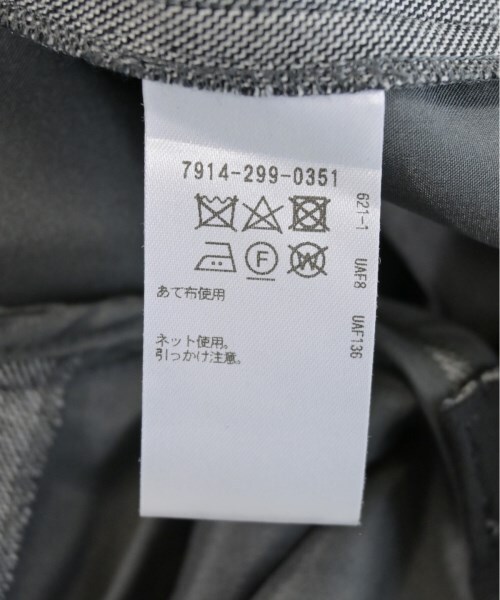 7914-299-0351
F
W
あて布使用
ネット使用。
引っかけ注意。
621-1 UAF8 UAF136